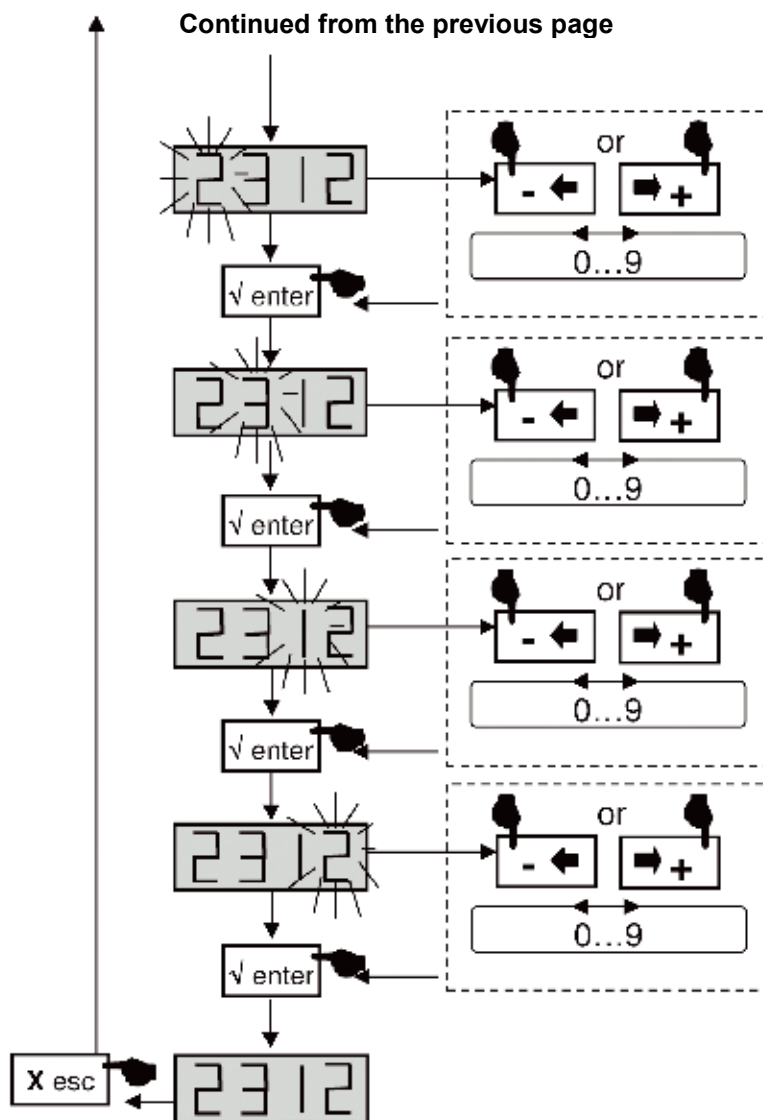 Continued from the previous page
2312
or
- +
0...9
√ enter
2312
or
- +
0...9
√ enter
2312
or
- +
0...9
√ enter
2312
or
- +
0...9
√ enter
X esc
2312